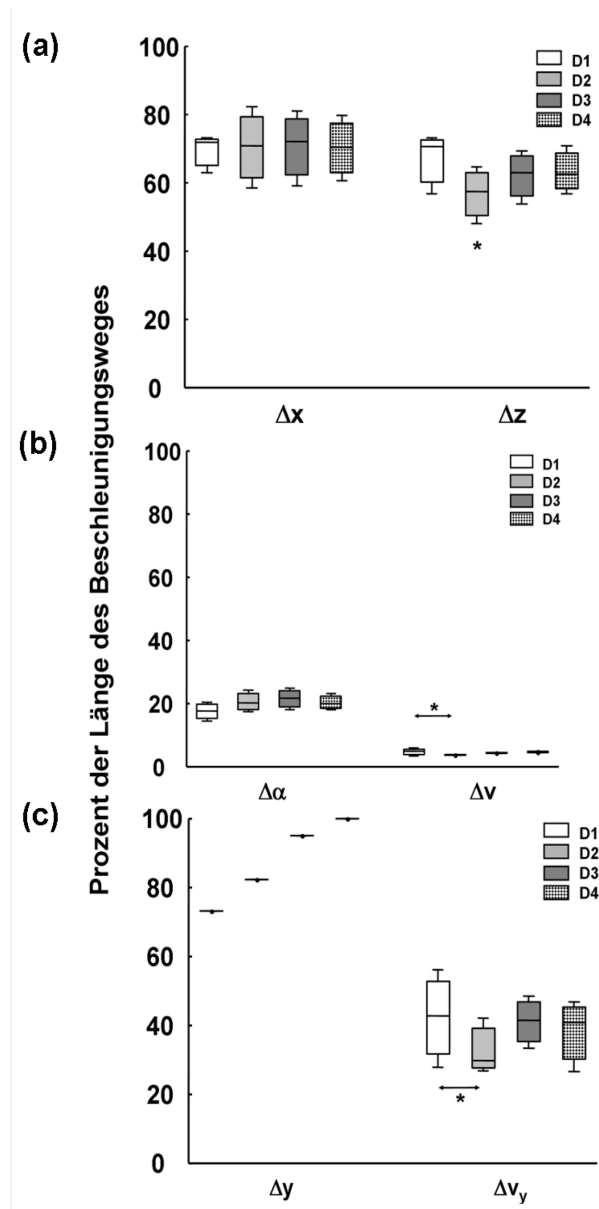 Prozent der Länge des Beschleunigungsweges
(a)
100
80
60
40
20
0
D1
D2
D3
D4
*
Δx Δz
(b)
100
80
60
40
20
0
D1
D2
D3
D4
*
Δα Δv
(c)
100
80
60
40
20
0
D1
D2
D3
D4
*
Δy Δvy